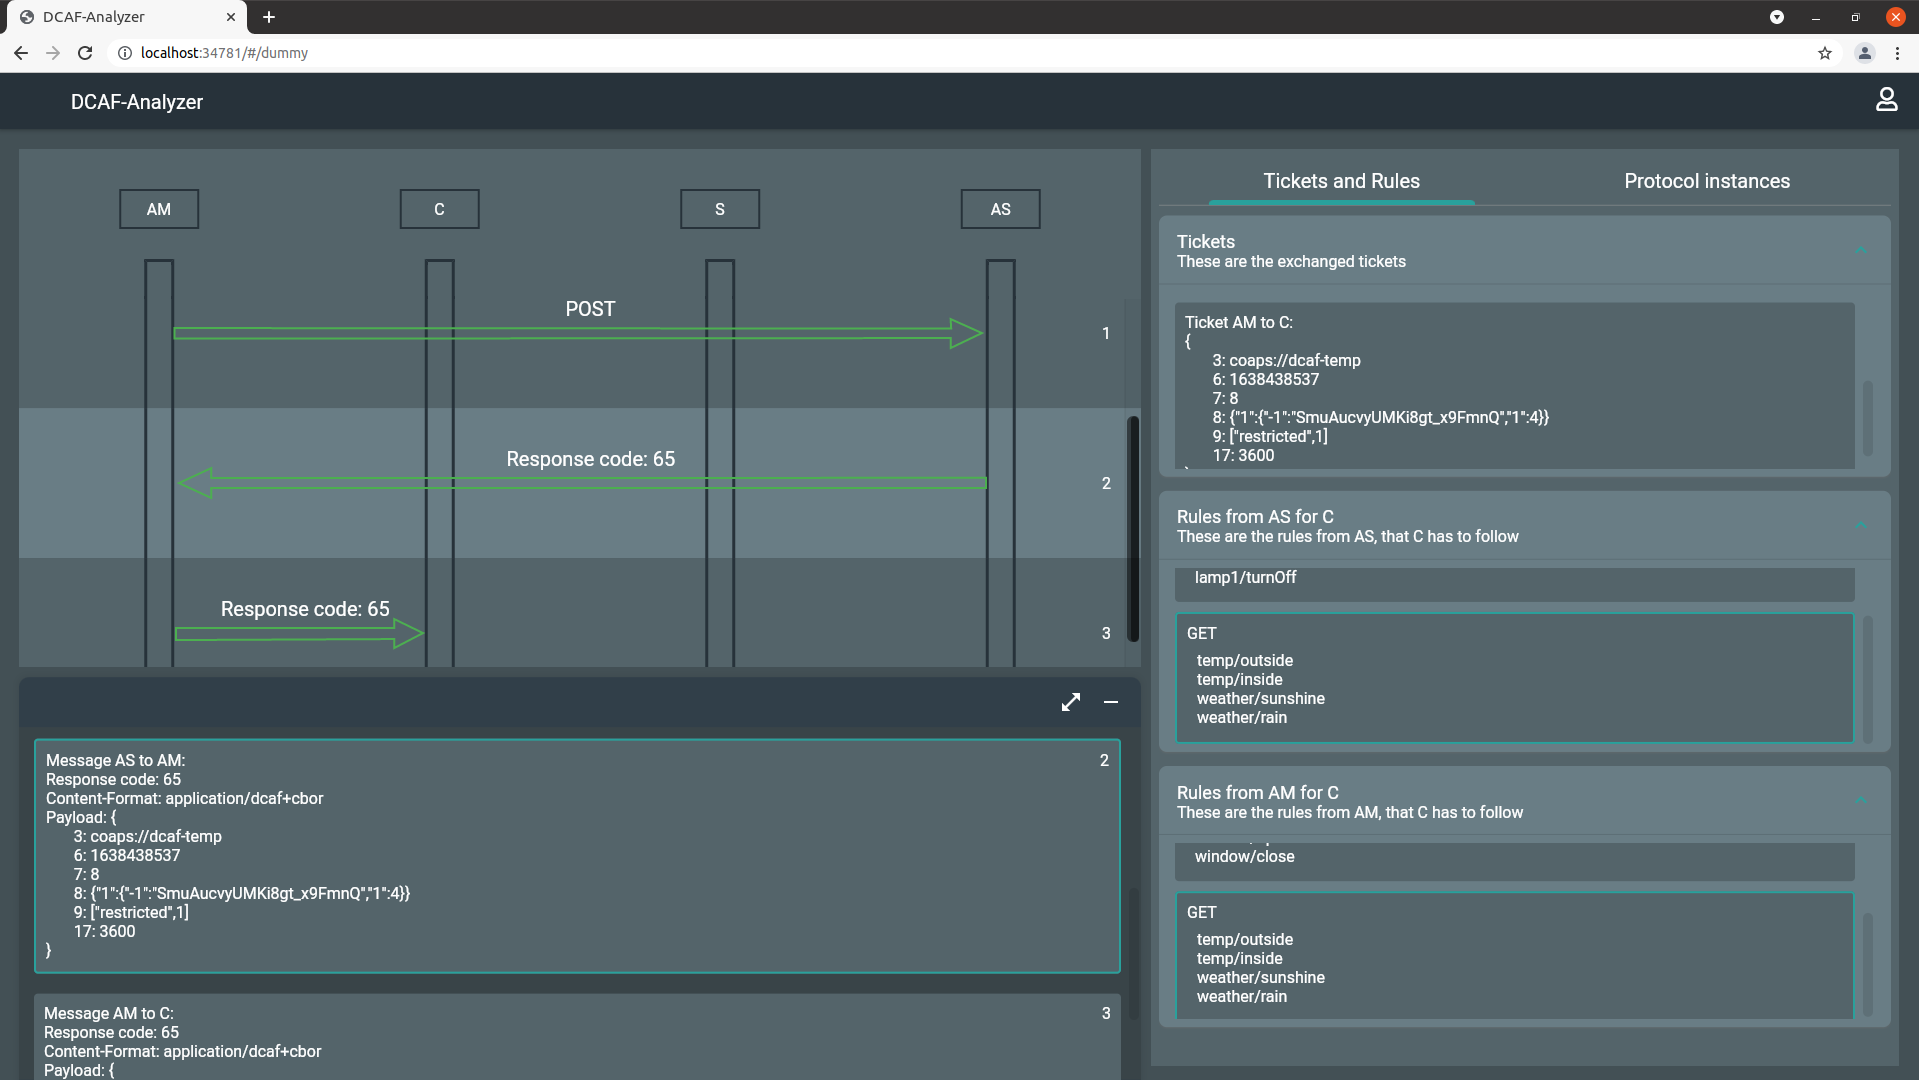 DCAF-Analyzer
localhost:34781/#/dummy
DCAF-Analyzer
AM
C
S
AS
POST
1
Response code: 65
2
Response code: 65
3
Message AS to AM:
2
Response code: 65
Content-Format: application/dcaf+cbor
Payload: {
3: coaps://dcaf-temp
6: 1638438537
7: 8
8: {"1":{"-1":"SmuAucvyUMKi8gt_x9FmnQ","1":4}}
9: ["restricted",1]
17: 3600
}
Message AM to C:
3
Response code: 65
Content-Format: application/dcaf+cbor
Payload: {
Tickets and Rules
Protocol instances
Tickets
These are the exchanged tickets
Ticket AM to C:
{
3: coaps://dcaf-temp
6: 1638438537
7: 8
8: {"1":{"-1":"SmuAucvyUMKi8gt_x9FmnQ","1":4}}
9: ["restricted",1]
17: 3600
Rules from AS for C
These are the rules from AS, that C has to follow
lamp1/turnOff
GET
temp/outside
temp/inside
weather/sunshine
weather/rain
Rules from AM for C
These are the rules from AM, that C has to follow
window/close
GET
temp/outside
temp/inside
weather/sunshine
weather/rain